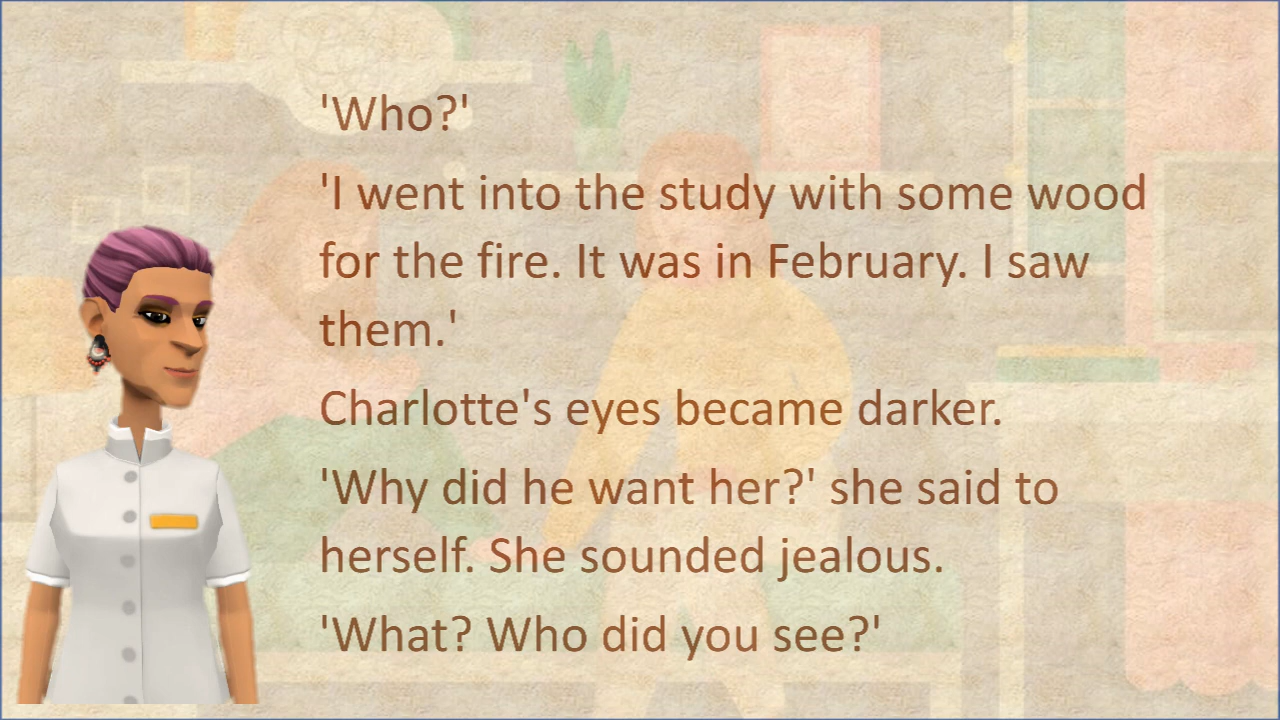 'Who?'
'I went into the study with some wood
for the fire. It was in February. I saw
them.'
Charlotte's eyes became darker.
'Why did he want her?' she said to
herself. She sounded jealous.
'What? Who did you see?'